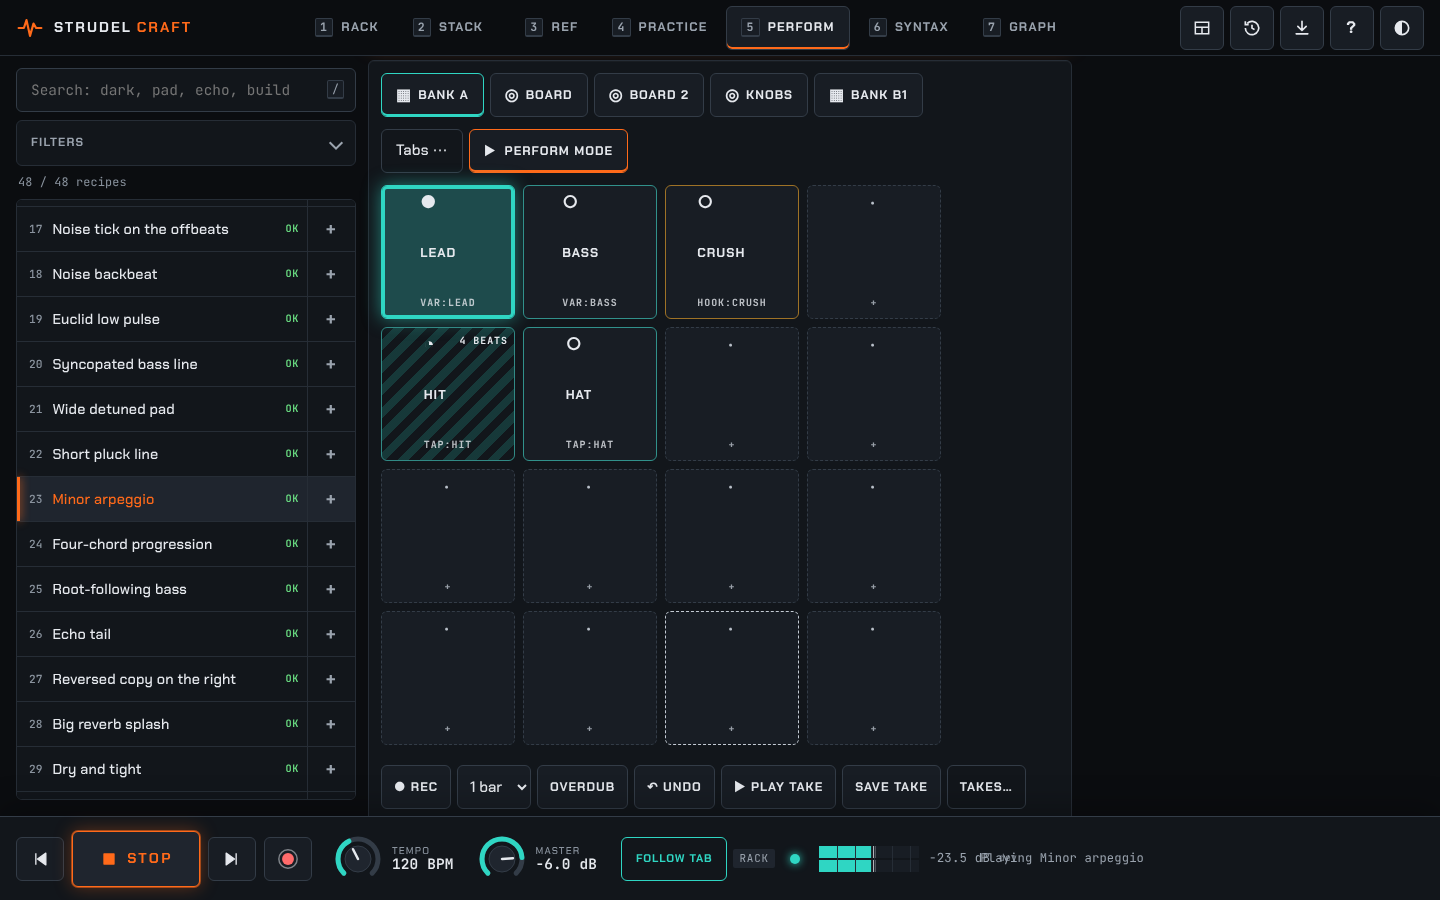 STRUDEL CRAFT
1 RACK 2 STACK 3 REF 4 PRACTICE 5 PERFORM 6 SYNTAX 7 GRAPH
?
Search: dark, pad, echo, build /
FILTERS
48 / 48 recipes
17 Noise tick on the offbeats OK +
18 Noise backbeat OK +
19 Euclid low pulse OK +
20 Syncopated bass line OK +
21 Wide detuned pad OK +
22 Short pluck line OK +
23 Minor arpeggio OK +
24 Four-chord progression OK +
25 Root-following bass OK +
26 Echo tail OK +
27 Reversed copy on the right OK +
28 Big reverb splash OK +
29 Dry and tight OK +
BANK A BOARD BOARD 2 KNOBS BANK B1
Tabs ··· PERFORM MODE
LEAD BASS CRUSH
VAR:LEAD VAR:BASS HOOK:CRUSH +
4 BEATS
HIT HAT
TAP:HIT TAP:HAT + +
+ + + +
+ + + +
REC 1 bar OVERDUB UNDO PLAY TAKE SAVE TAKE TAKES…
STOP
TEMPO
120 BPM
MASTER
-6.0 dB
FOLLOW TAB RACK
-23.5 Playing Minor arpeggio